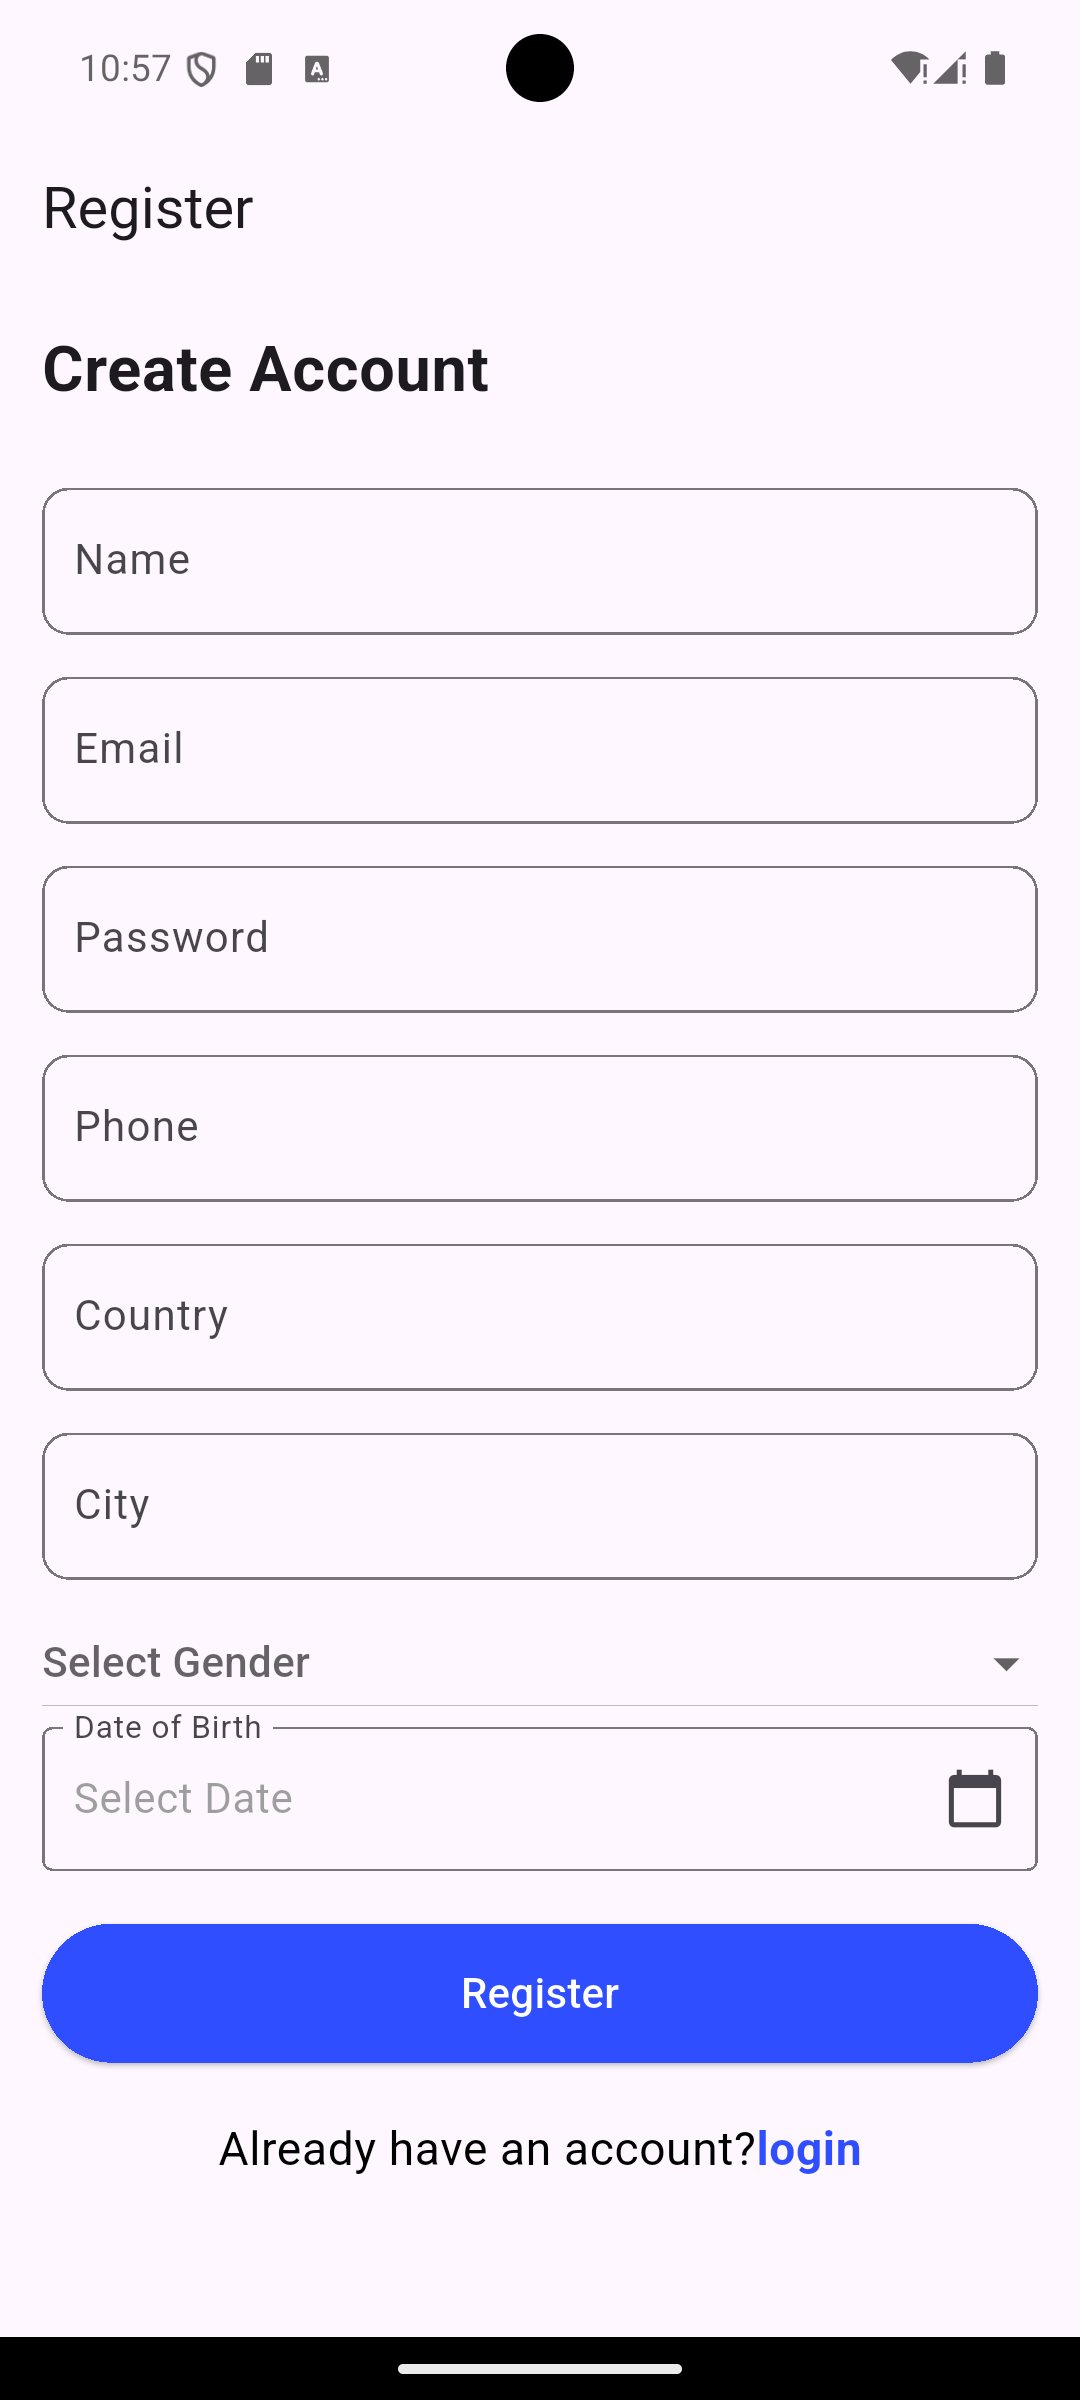 10:57
Register
Create Account
Name
Email
Password
Phone
Country
City
Select Gender
Date of Birth
Select Date
Register
Already have an account?login